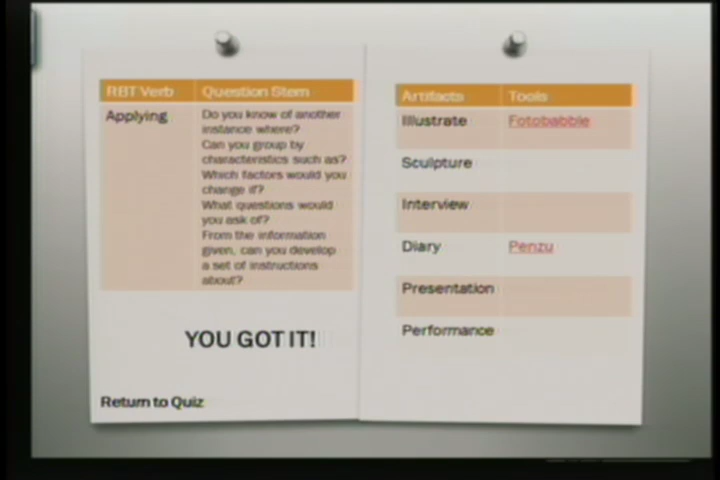 RBT Verb Question Stem
Applying Do you know of another
instance where?
Can you group by
characteristics such as?
Which factors would you
change if?
What questions would
you ask of?
From the information
given, can you develop
a set of instructions
about?
YOU GOT IT!
Return to Quiz
Artifacts Tools
Illustrate Fotobabble
Sculpture
Interview
Diary Penzu
Presentation
Performance